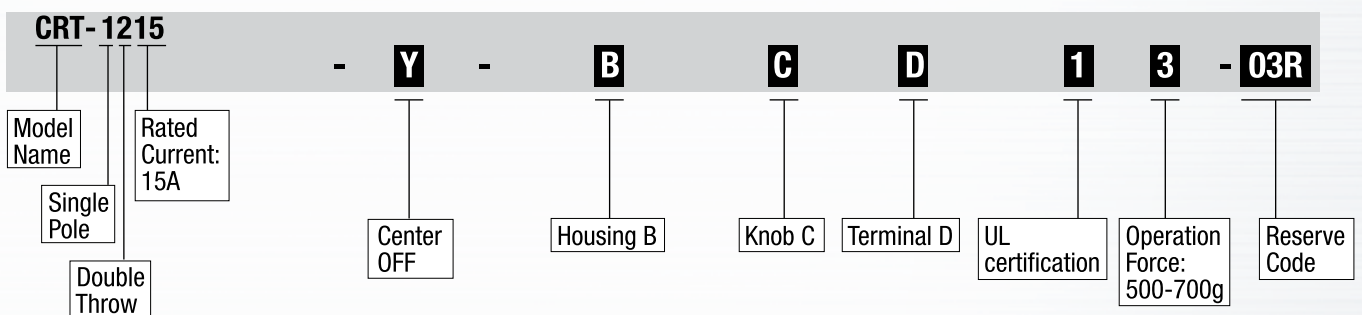 CRT-1215
- Y - B C D 1 3 - 03R
Model
Name
Rated
Current:
15A
Single
Pole
Double
Throw
Center
OFF
Housing B
Knob C
Terminal D
UL
certification
Operation
Force:
500-700g
Reserve
Code